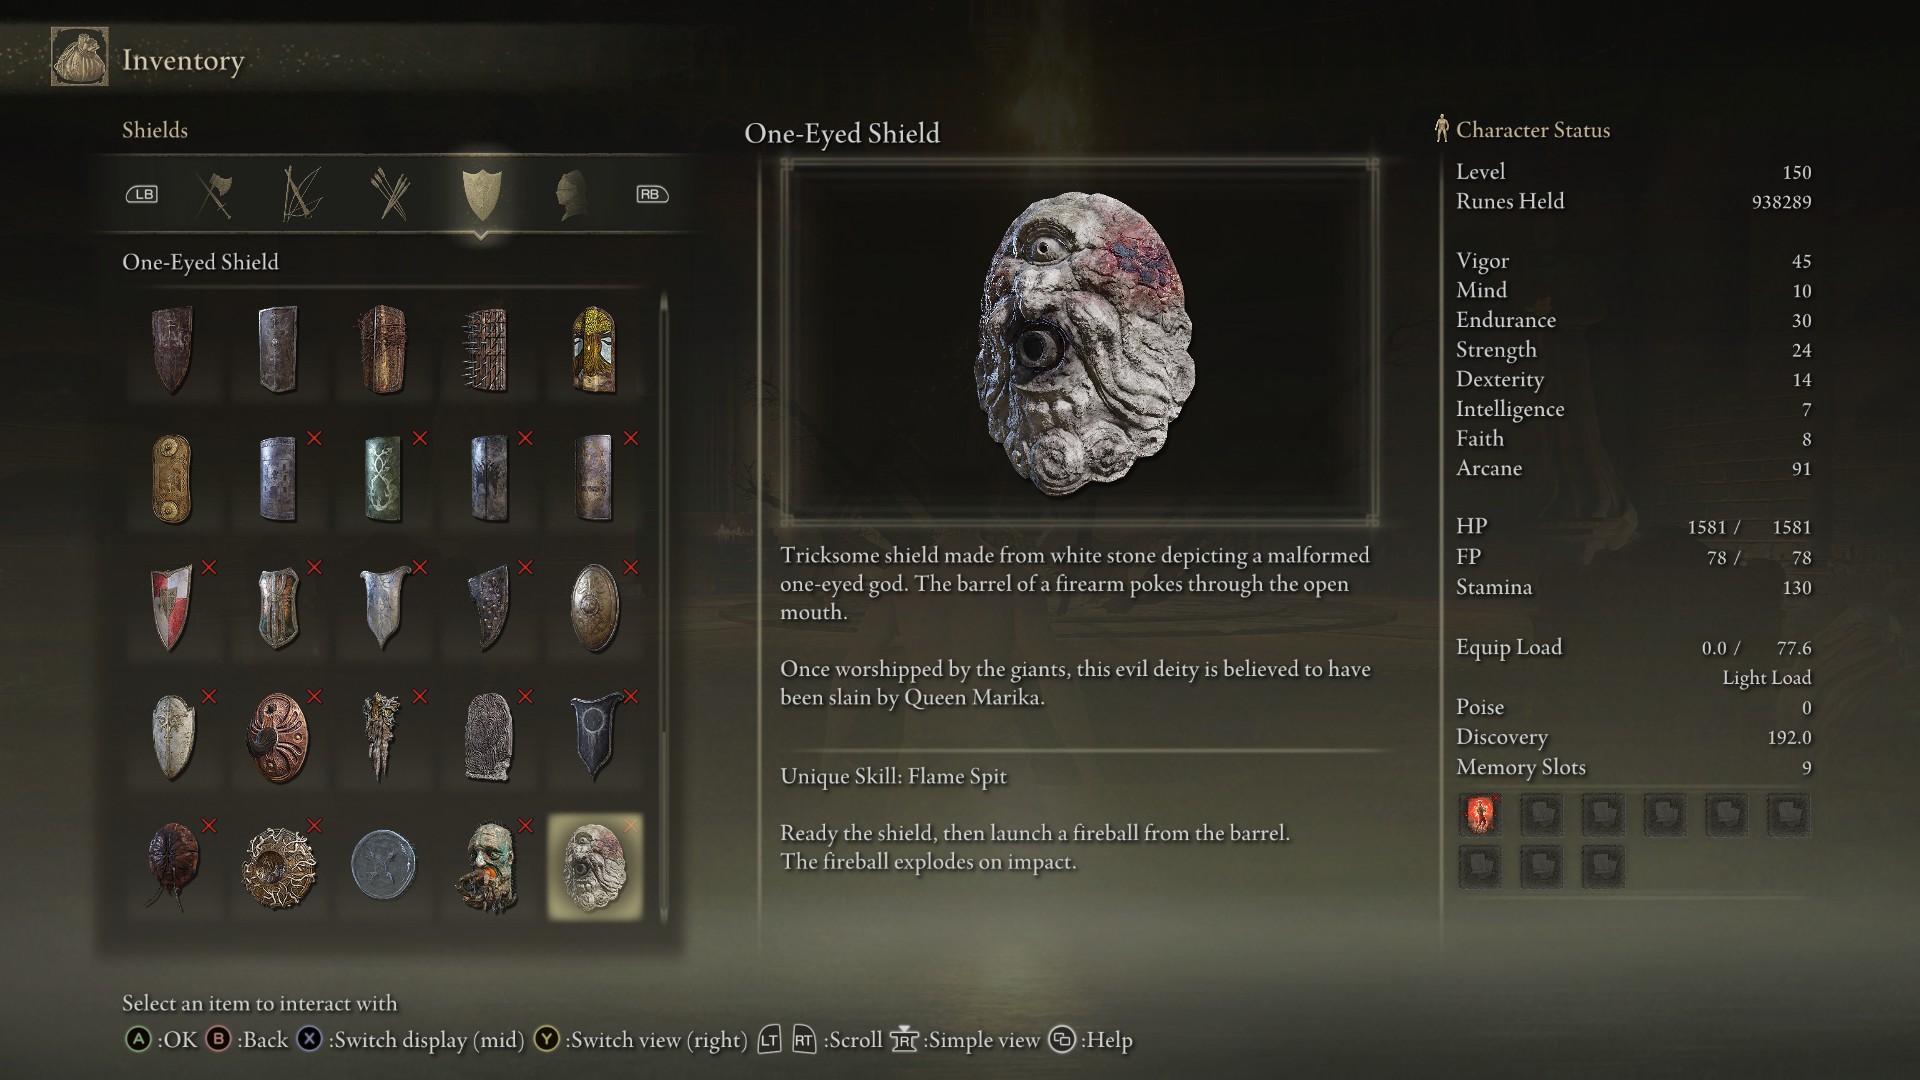 Inventory
Shields
LB
RB
One-Eyed Shield
One-Eyed Shield
Tricksome shield made from white stone depicting a malformed
one-eyed god. The barrel of a firearm pokes through the open
mouth.
Once worshipped by the giants, this evil deity is believed to have
been slain by Queen Marika.
Unique Skill: Flame Spit
Ready the shield, then launch a fireball from the barrel.
The fireball explodes on impact.
Character Status
Level 150
Runes Held 938289
Vigor 45
Mind 10
Endurance 30
Strength 24
Dexterity 14
Intelligence 7
Faith 8
Arcane 91
HP 1581 / 1581
FP 78 / 78
Stamina 130
Equip Load 0.0 / 77.6
Light Load
Poise 0
Discovery 192.0
Memory Slots 9
Select an item to interact with
A :OK B :Back X :Switch display (mid) Y :Switch view (right) LT RT :Scroll R :Simple view :Help